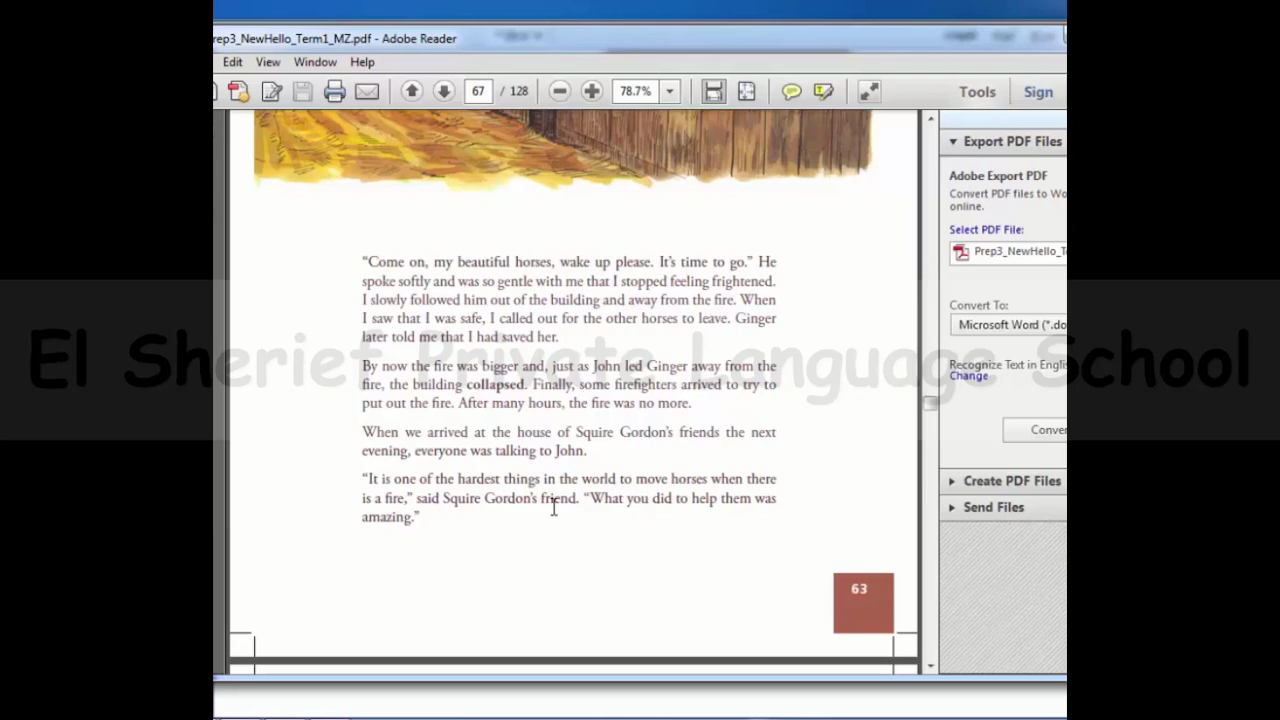 rep3_NewHello_Term1_MZ.pdf - Adobe Reader
Edit View Window Help
67 / 128 78.7% Tools Sign
Export PDF Files
Adobe Export PDF
Convert PDF files to Wo
online.
Select PDF File:
Prep3_NewHello_T
Convert To:
Microsoft Word (*.do
Recognize Text in Engli
Change
Conver
Create PDF Files
Send Files
“Come on, my beautiful horses, wake up please. It’s time to go.” He
spoke softly and was so gentle with me that I stopped feeling frightened.
I slowly followed him out of the building and away from the fire. When
I saw that I was safe, I called out for the other horses to leave. Ginger
later told me that I had saved her.
By now the fire was bigger and, just as John led Ginger away from the
fire, the building collapsed. Finally, some firefighters arrived to try to
put out the fire. After many hours, the fire was no more.
When we arrived at the house of Squire Gordon’s friends the next
evening, everyone was talking to John.
“It is one of the hardest things in the world to move horses when there
is a fire,” said Squire Gordon’s friend. “What you did to help them was
amazing.”
63
El Sherief Private Language School